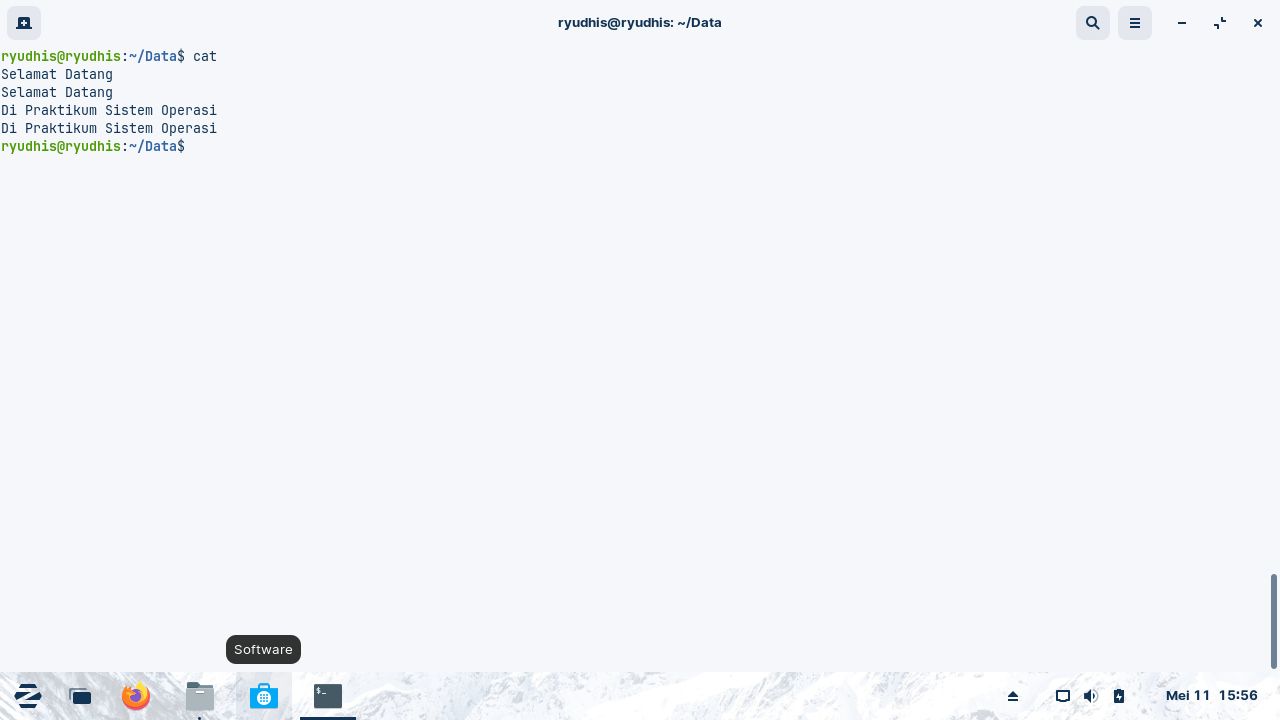 ryudhis@ryudhis: ~/Data
ryudhis@ryudhis:~/Data$ cat
Selamat Datang
Selamat Datang
Di Praktikum Sistem Operasi
Di Praktikum Sistem Operasi
ryudhis@ryudhis:~/Data$
Software
$_
Mei 11 15:56